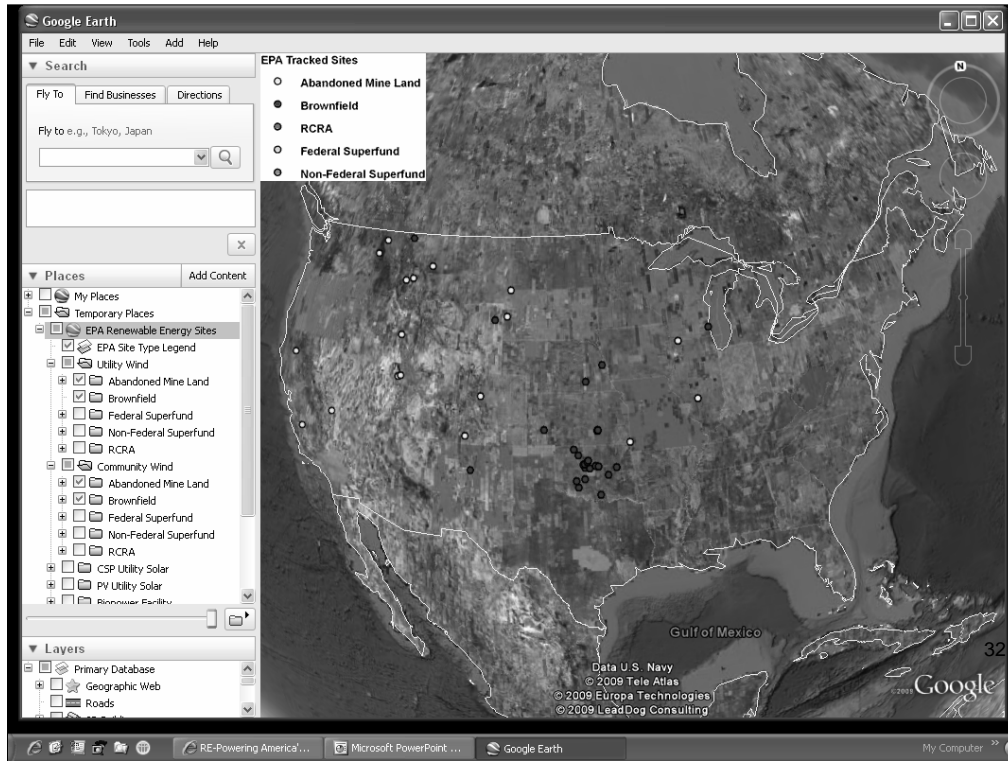 Google Earth
File Edit View Tools Add Help
Search
Fly To Find Businesses Directions
Fly to e.g., Tokyo, Japan
Places Add Content
My Places
Temporary Places
EPA Renewable Energy Sites
EPA Site Type Legend
Utility Wind
Abandoned Mine Land
Brownfield
Federal Superfund
Non-Federal Superfund
RCRA
Community Wind
Abandoned Mine Land
Brownfield
Federal Superfund
Non-Federal Superfund
RCRA
CSP Utility Solar
PV Utility Solar
Biopower Facility
Layers
Primary Database
Geographic Web
Roads
EPA Tracked Sites
Abandoned Mine Land
Brownfield
RCRA
Federal Superfund
Non-Federal Superfund
N
Gulf of Mexico
32
Data U.S. Navy
© 2009 Tele Atlas
© 2009 Europa Technologies
© 2009 LeadDog Consulting
©2009 Google
RE-Powering America'... Microsoft PowerPoint ... Google Earth My Computer »